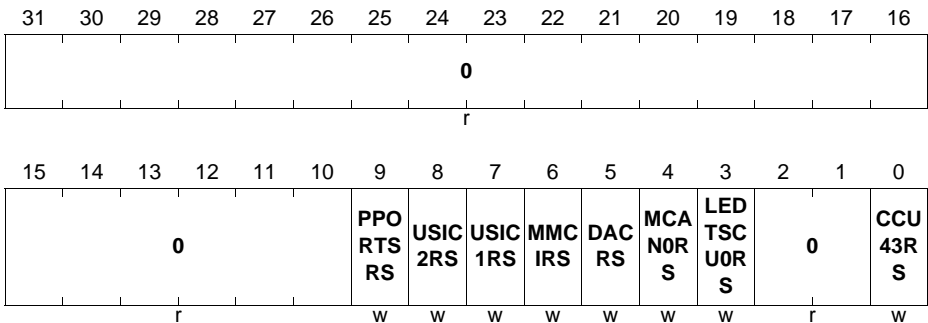 31 30 29 28 27 26 25 24 23 22 21 20 19 18 17 16
0
r
15 14 13 12 11 10 9 8 7 6 5 4 3 2 1 0
0 PPO RTS RS USIC 2RS USIC 1RS MMC IRS DAC RS MCA N0R S LED TSC U0R S 0 CCU 43R S
r w w w w w w w r w